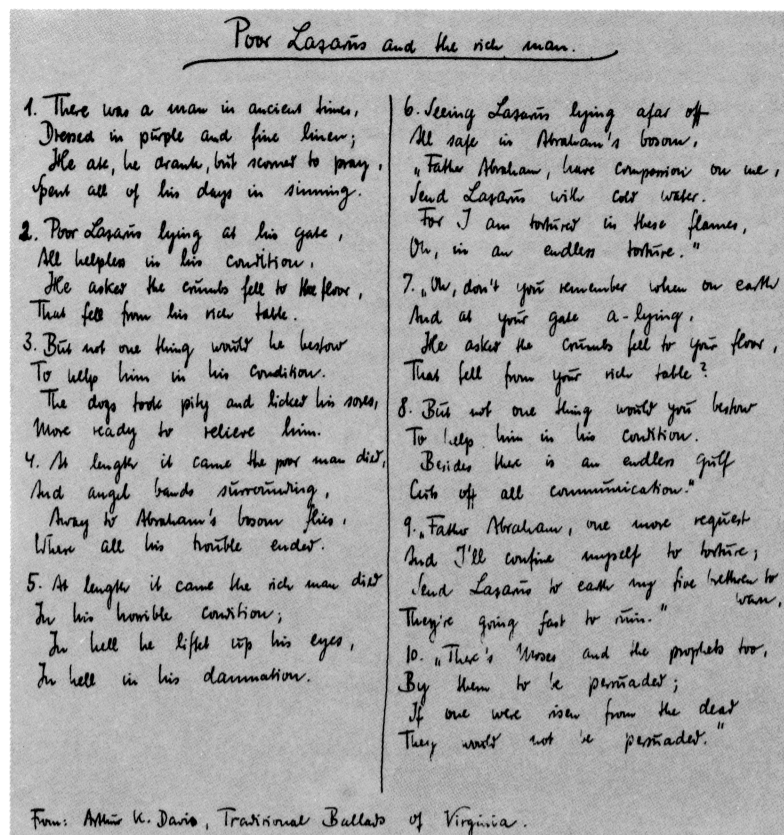 Poor Lazarus and the rich man.
1. There was a man in ancient times,
Dressed in purple and fine linen;
He ate, he drank, but scorned to pray,
Spent all of his days in sinning.
2. Poor Lazarus lying at his gate,
All helpless in his condition,
He asked the crumbs fell to the floor,
That fell from his rich table.
3. But not one thing would he bestow
To help him in his condition.
The dogs took pity and licked his sores,
More ready to relieve him.
4. At length it came the poor man died,
And angel bands surrounding,
Away to Abraham's bosom flies,
Where all his trouble ended.
5. At length it came the rich man died
In his horrible condition;
In hell he lifted up his eyes,
In hell in his damnation.
6. Seeing Lazarus lying afar off
All safe in Abraham's bosom,
„Father Abraham, have compassion on me,
Send Lazarus with cold water.
For I am tortured in these flames,
Oh, in an endless torture."
7. „Oh, don't you remember when on earth
And at your gate a-lying,
He asked the crumbs fell to your floor,
That fell from your rich table?
8. But not one thing would you bestow
To help him in his condition.
Besides there is an endless gulf
Cuts off all communication."
9. „Father Abraham, one more request
And I'll confine myself to torture;
Send Lazarus to earth my five brethren to
warn,
They're going fast to ruin."
10. „There's Moses and the prophets too,
By them to be persuaded;
If one were risen from the dead
They would not be persuaded."
From: Arthur K. Davis, Traditional Ballads of Virginia.